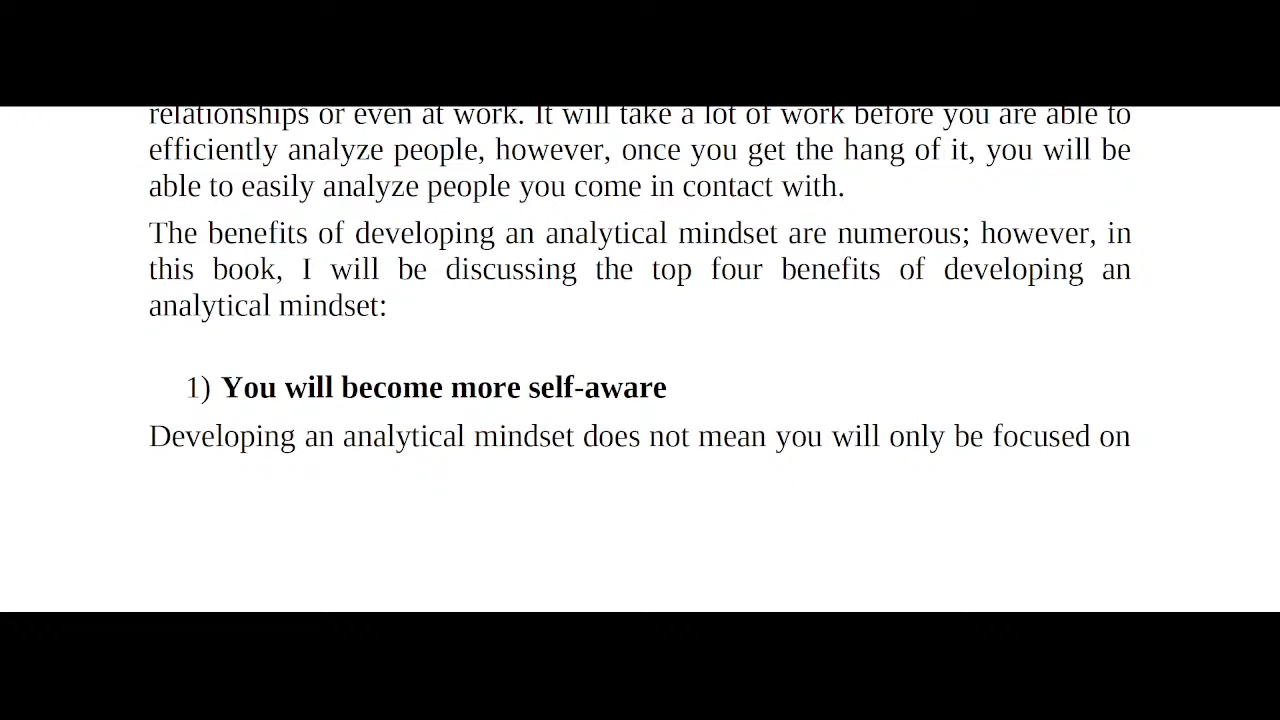 relationships or even at work. It will take a lot of work before you are able to
efficiently analyze people, however, once you get the hang of it, you will be
able to easily analyze people you come in contact with.
The benefits of developing an analytical mindset are numerous; however, in
this book, I will be discussing the top four benefits of developing an
analytical mindset:
1) You will become more self-aware
Developing an analytical mindset does not mean you will only be focused on